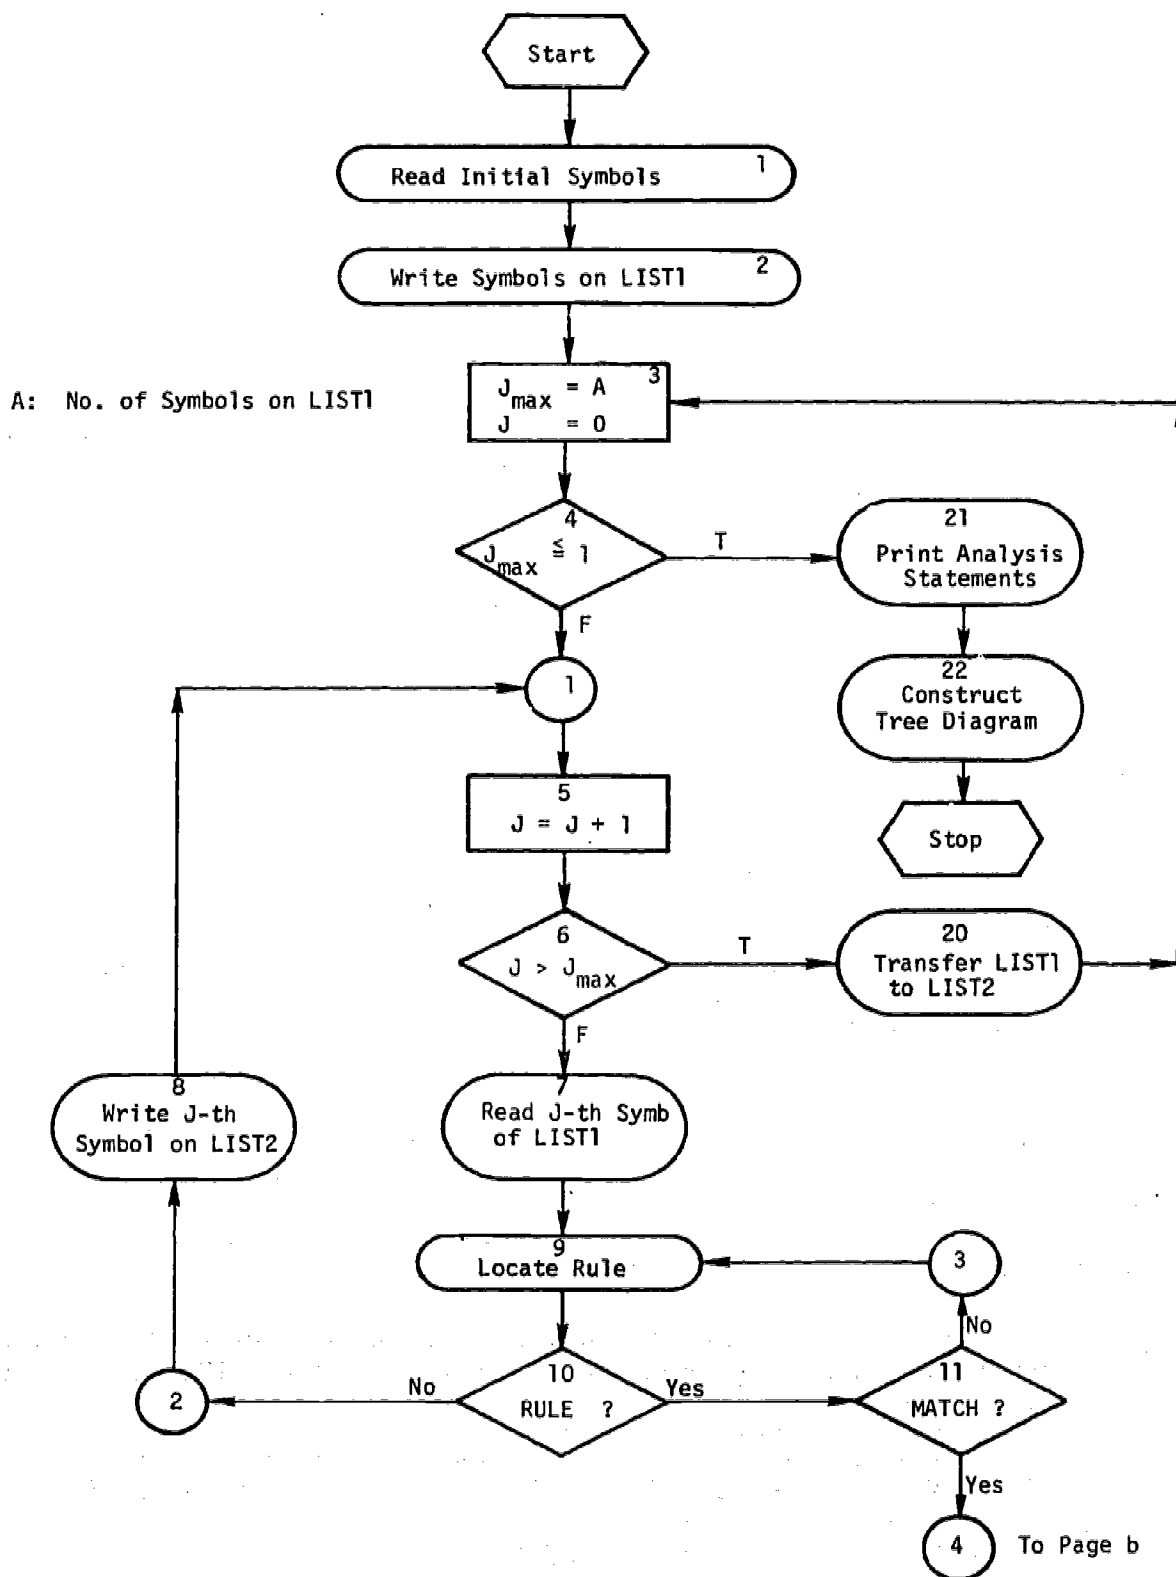 Start
1
Read Initial Symbols
2
Write Symbols on LIST1
A: No. of Symbols on LIST1
3
Jmax = A
J = 0
4
Jmax ≦ 1
T
F
21
Print Analysis
Statements
1
22
Construct
Tree Diagram
5
J = J + 1
Stop
6
J > Jmax
T
F
20
Transfer LIST1
to LIST2
8
Write J-th
Symbol on LIST2
7
Read J-th Symb
of LIST1
9
Locate Rule
3
No
2
No
10
RULE ?
Yes
11
MATCH ?
Yes
4
To Page b